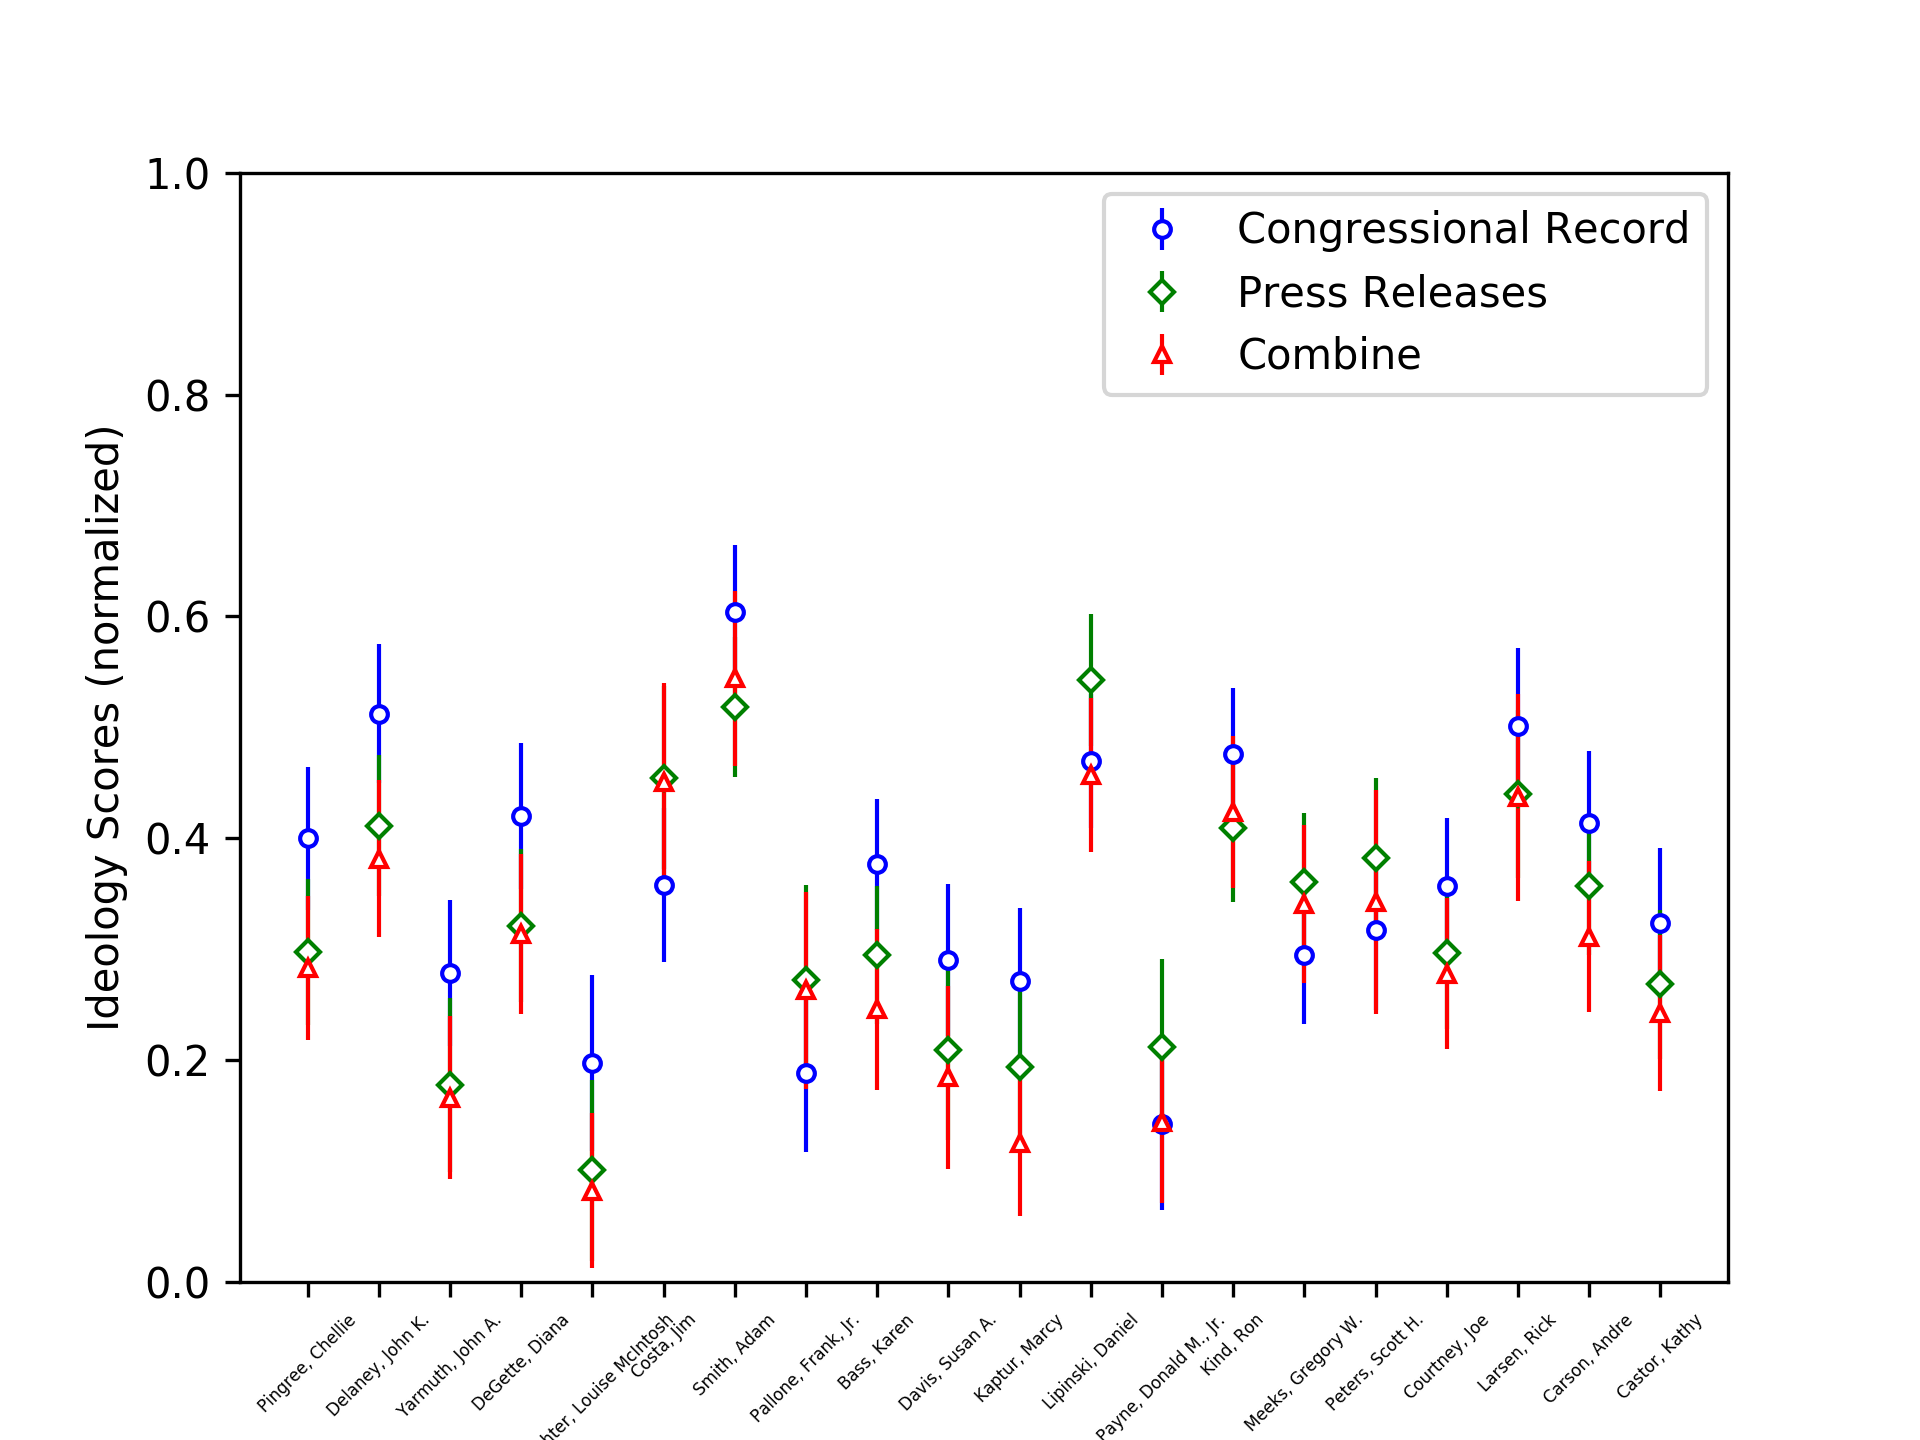 1.0
0.8
0.6
0.4
0.2
0.0
Ideology Scores (normalized)
Congressional Record
Press Releases
Combine
Pingree, Chellie
Delaney, John K.
Yarmuth, John A.
DeGette, Diana
Louise McIntosh
Costa, Jim
Smith, Adam
Pallone, Frank, Jr.
Bass, Karen
Davis, Susan A.
Kaptur, Marcy
Lipinski, Daniel
Payne, Donald M., Jr.
Kind, Ron
Meeks, Gregory W.
Peters, Scott H.
Courtney, Joe
Larsen, Rick
Carson, Andre
Castor, Kathy